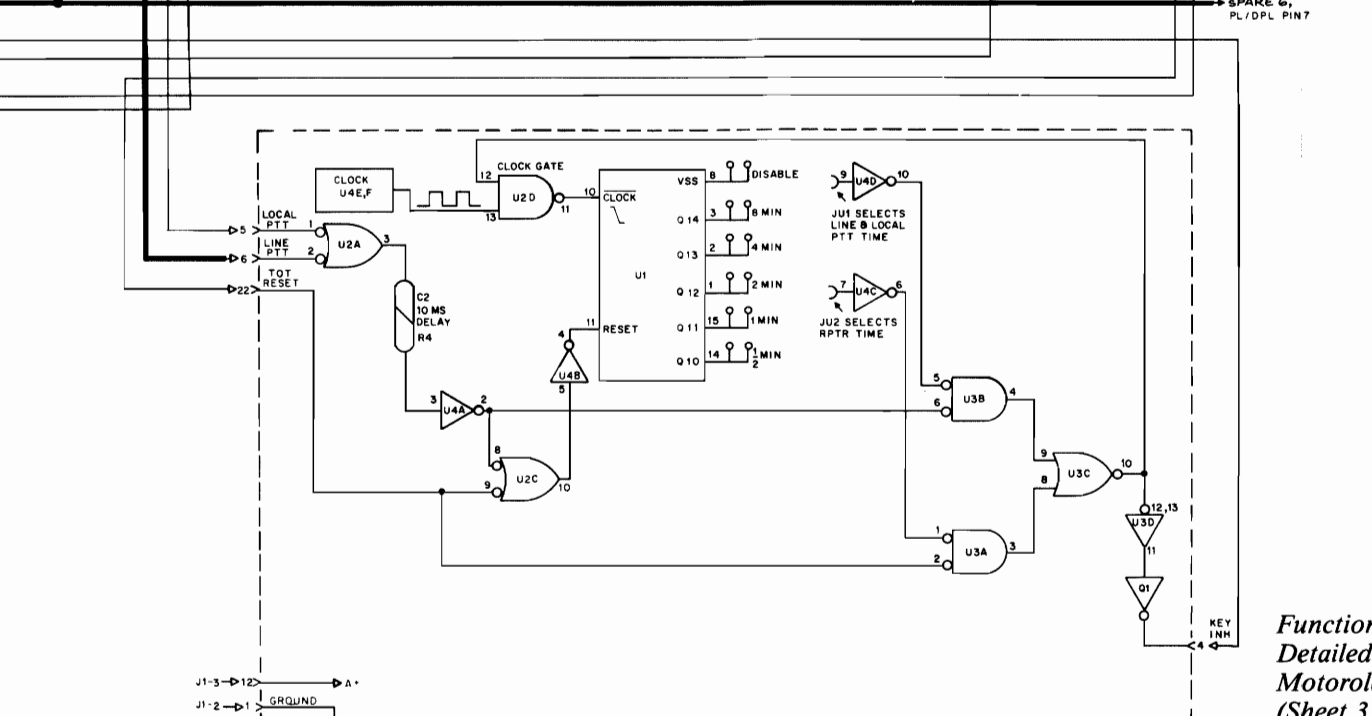 SPARE 6,
PL/DPL PIN 7
CLOCK
U4E,F
CLOCK GATE
12
13
U2D
11
10
CLOCK
VSS
8
DISABLE
Q14
3
8 MIN
Q13
2
4 MIN
U1
Q12
1
2 MIN
Q11
15
1 MIN
Q10
14
1/2 MIN
11
RESET
9
U4D
10
JU1 SELECTS
LINE & LOCAL
PTT TIME
7
U4C
6
JU2 SELECTS
RPTR TIME
5
LOCAL
PTT
1
U2A
3
6
LINE
PTT
2
22
TOT
RESET
C2
10 MS
DELAY
R4
4
U4B
5
3
U4A
2
8
9
U2C
10
5
6
U3B
4
9
8
U3C
10
1
2
U3A
3
12,13
U3D
11
Q1
KEY
INH
4
J1-3
12
A+
J1-2
1
GROUND
Function
Detailed
Motorol
(Sheet 3